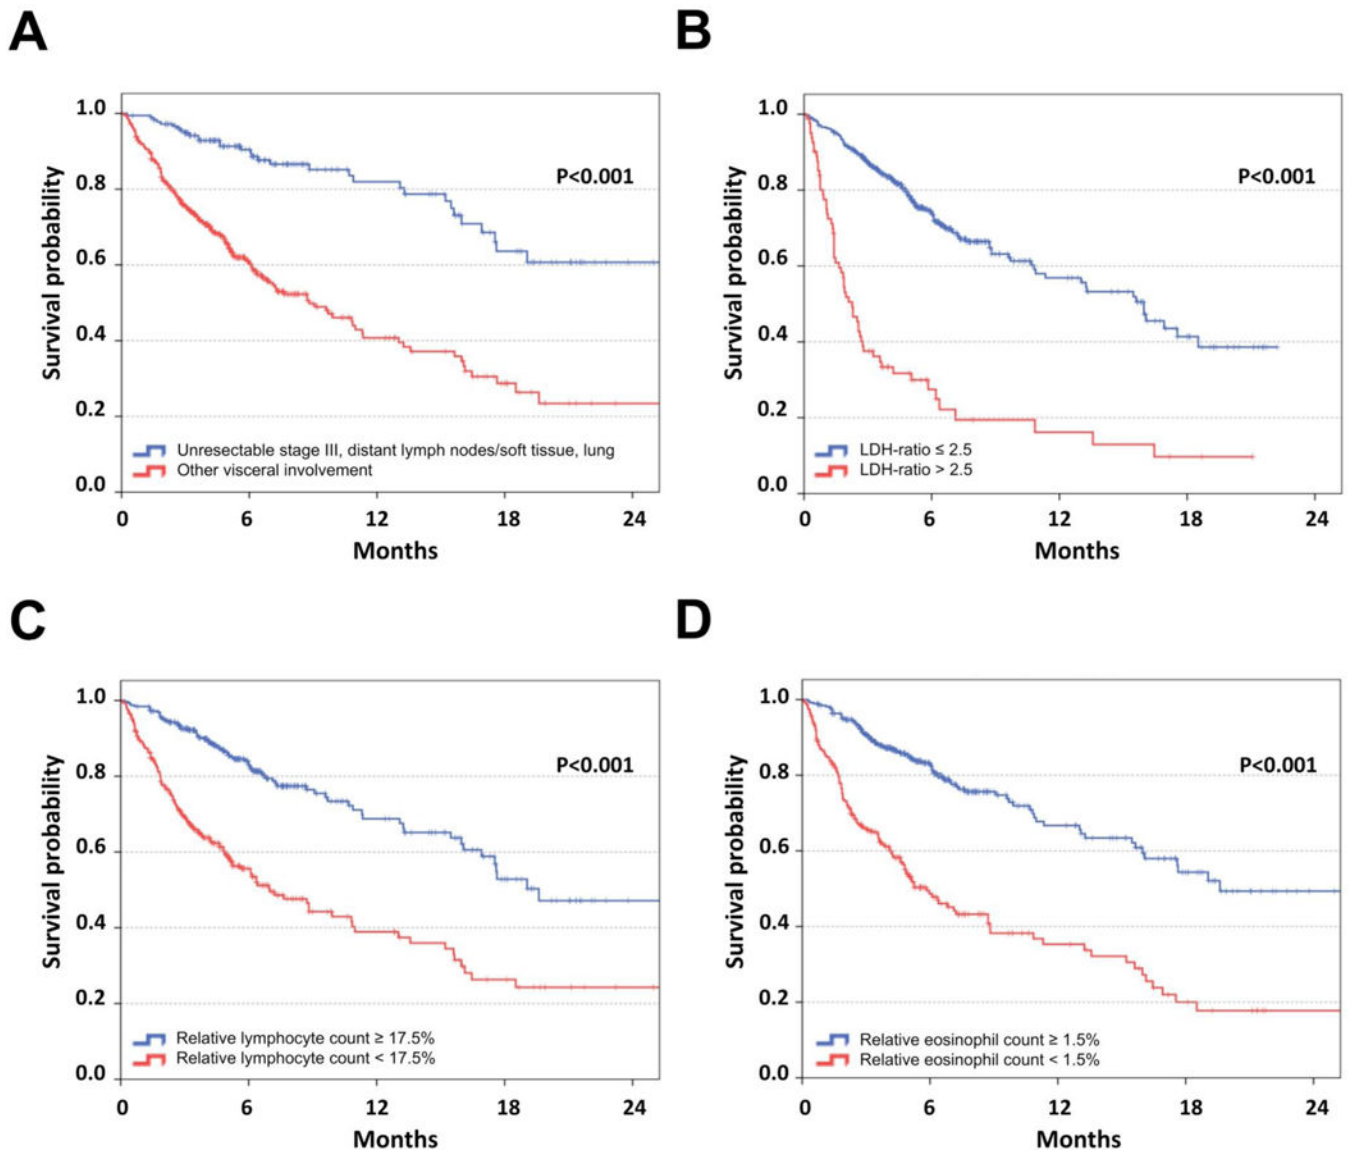 A
Survival probability
1.0
0.8
0.6
0.4
0.2
0.0
P<0.001
Unresectable stage III, distant lymph nodes/soft tissue, lung
Other visceral involvement
0 6 12 18 24
Months
B
Survival probability
1.0
0.8
0.6
0.4
0.2
0.0
P<0.001
LDH-ratio ≤ 2.5
LDH-ratio > 2.5
0 6 12 18 24
Months
C
Survival probability
1.0
0.8
0.6
0.4
0.2
0.0
P<0.001
Relative lymphocyte count ≥ 17.5%
Relative lymphocyte count < 17.5%
0 6 12 18 24
Months
D
Survival probability
1.0
0.8
0.6
0.4
0.2
0.0
P<0.001
Relative eosinophil count ≥ 1.5%
Relative eosinophil count < 1.5%
0 6 12 18 24
Months